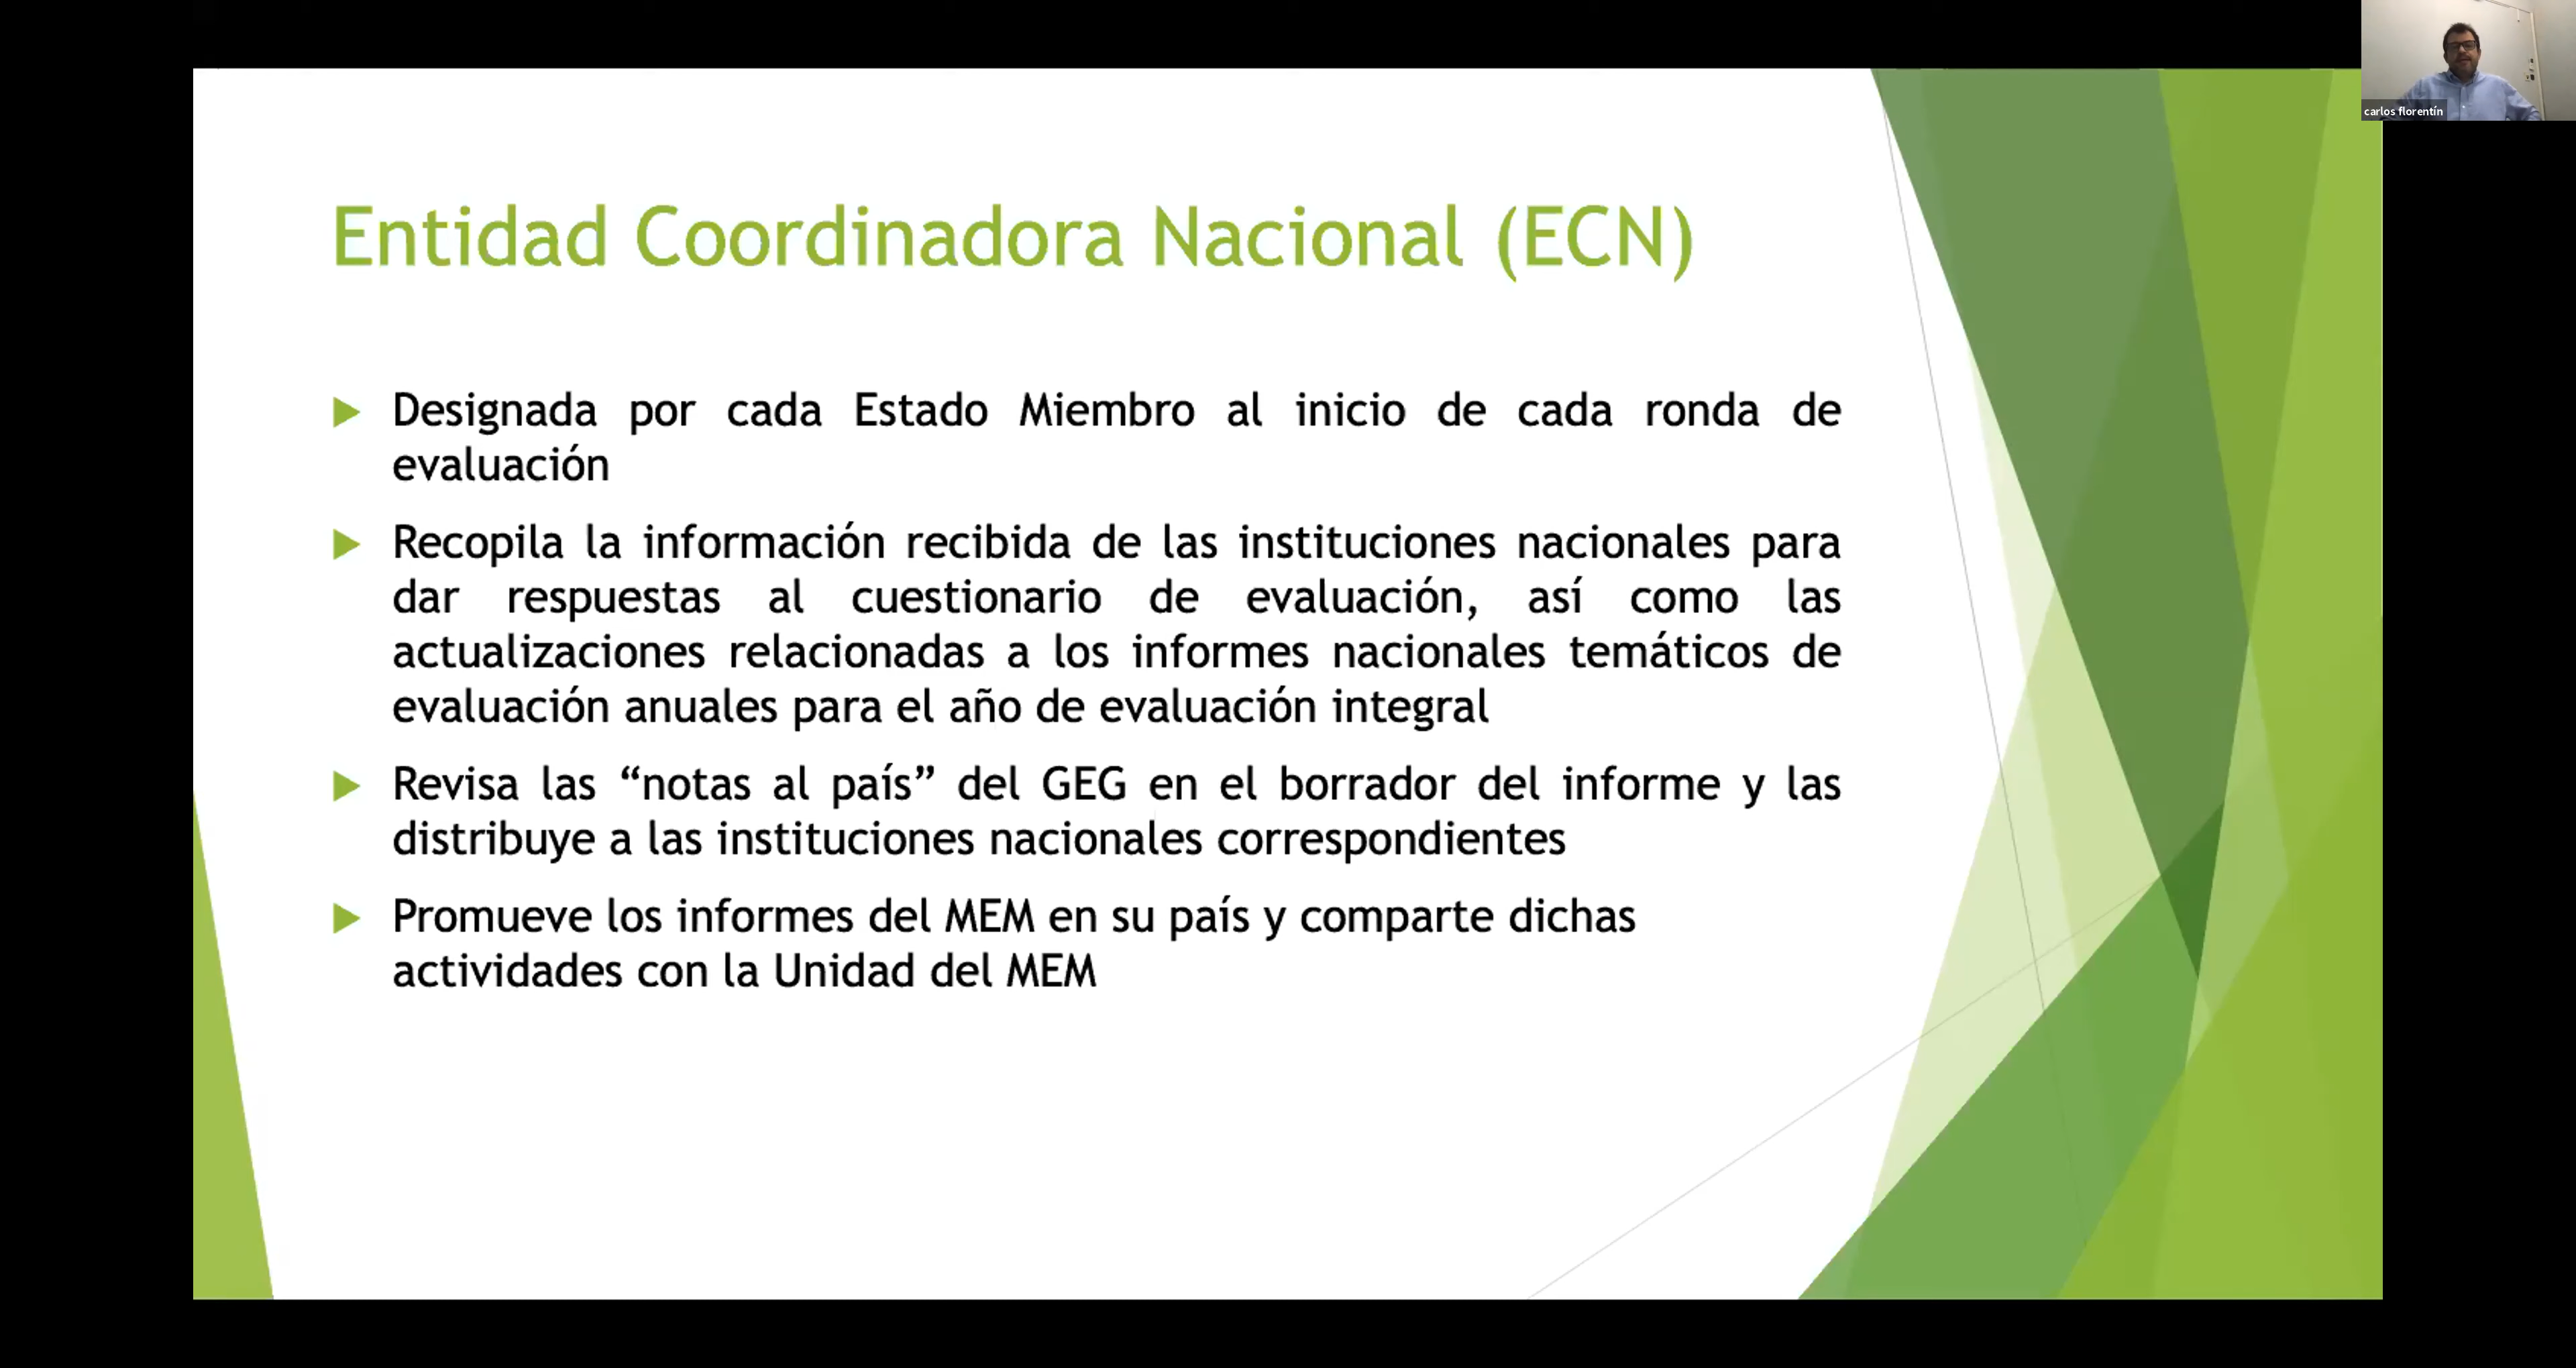 carlos florentín
Entidad Coordinadora Nacional (ECN)
Designada por cada Estado Miembro al inicio de cada ronda de
evaluación
Recopila la información recibida de las instituciones nacionales para
dar respuestas al cuestionario de evaluación, así como las
actualizaciones relacionadas a los informes nacionales temáticos de
evaluación anuales para el año de evaluación integral
Revisa las “notas al país” del GEG en el borrador del informe y las
distribuye a las instituciones nacionales correspondientes
Promueve los informes del MEM en su país y comparte dichas
actividades con la Unidad del MEM